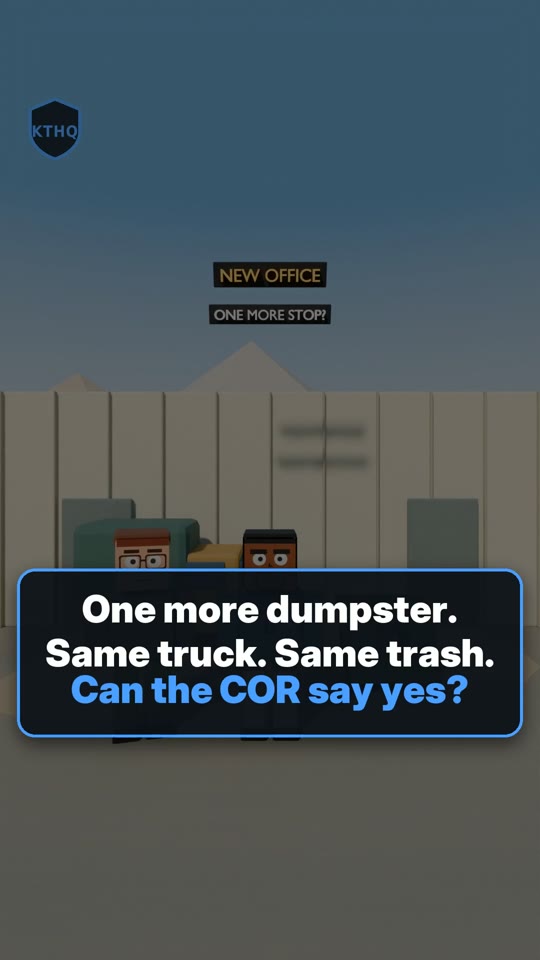 KTHQ
NEW OFFICE
ONE MORE STOP?
One more dumpster.
Same truck. Same trash.
Can the COR say yes?